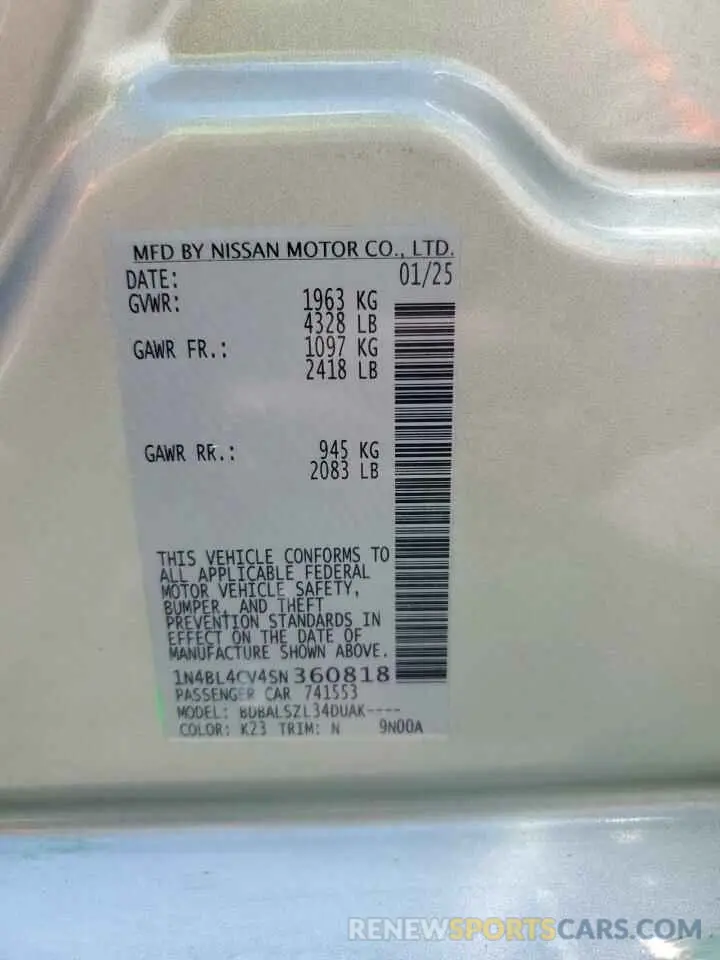 MFD BY NISSAN MOTOR CO., LTD.
DATE: 01/25
GVWR: 1963 KG
4328 LB
GAWR FR.: 1097 KG
2418 LB
GAWR RR.: 945 KG
2083 LB
THIS VEHICLE CONFORMS TO
ALL APPLICABLE FEDERAL
MOTOR VEHICLE SAFETY,
BUMPER, AND THEFT
PREVENTION STANDARDS IN
EFFECT ON THE DATE OF
MANUFACTURE SHOWN ABOVE.
1N4BL4CV4SN360818
PASSENGER CAR 741553
MODEL: BDBALSZL34DUAK----
COLOR: K23 TRIM: N 9N00A
RENEWSPORTSCARS.COM